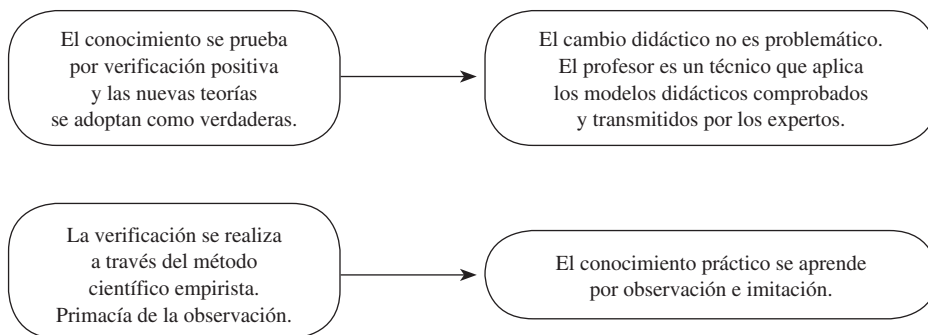 El conocimiento se prueba
por verificación positiva
y las nuevas teorías
se adoptan como verdaderas.
El cambio didáctico no es problemático.
El profesor es un técnico que aplica
los modelos didácticos comprobados
y transmitidos por los expertos.
La verificación se realiza
a través del método
científico empirista.
Primacía de la observación.
El conocimiento práctico se aprende
por observación e imitación.